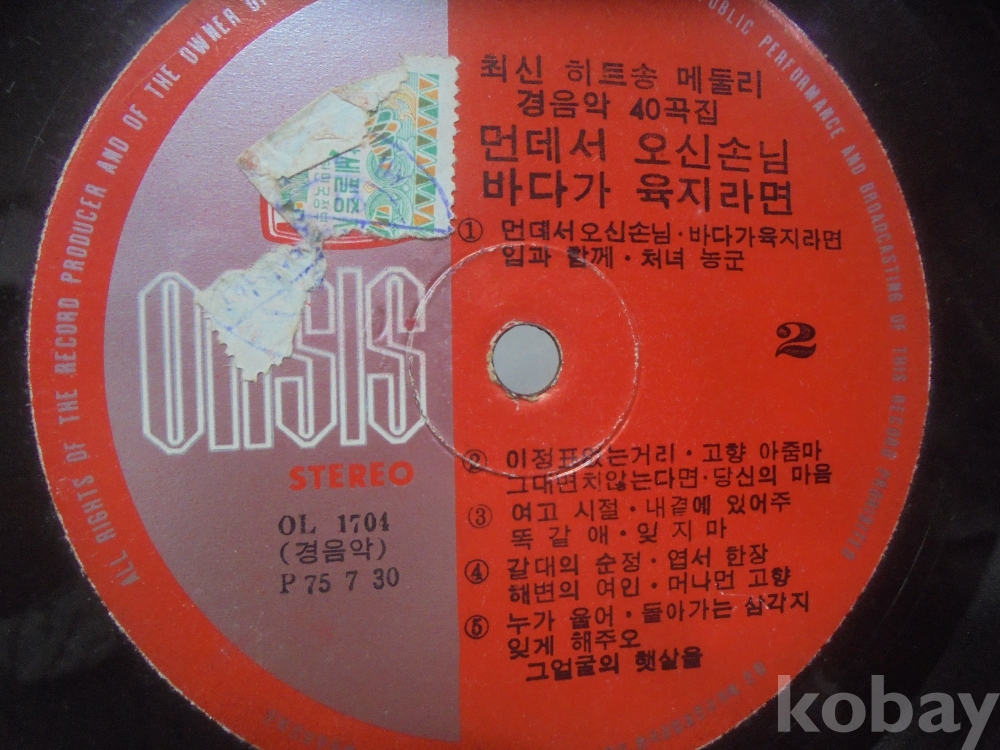 ALL RIGHTS OF THE RECORD PRODUCER AND OF THE OWNER OF
PUBLIC PERFORMANCE AND BROADCASTING OF THIS RECORD PROHIBITED
최신 히트송 메둘리
경음악 40곡집
먼데서 오신손님
바다가 육지라면
① 먼데서오신손님·바다가육지라면
임과 함께·처녀 농군
2
OASIS
STEREO
OL 1704
(경음악)
P 75 7 30
② 이정표없는거리·고향 아줌마
그대변치않는다면·당신의 마음
③ 여고 시절·내곁에 있어주
똑 같 애·잊 지 마
④ 갈대의 순정·엽서 한장
해변의 여인·머나먼 고향
⑤ 누가 울어·돌아가는 삼각지
잊게 해주오
그얼굴의 햇살을
kobay